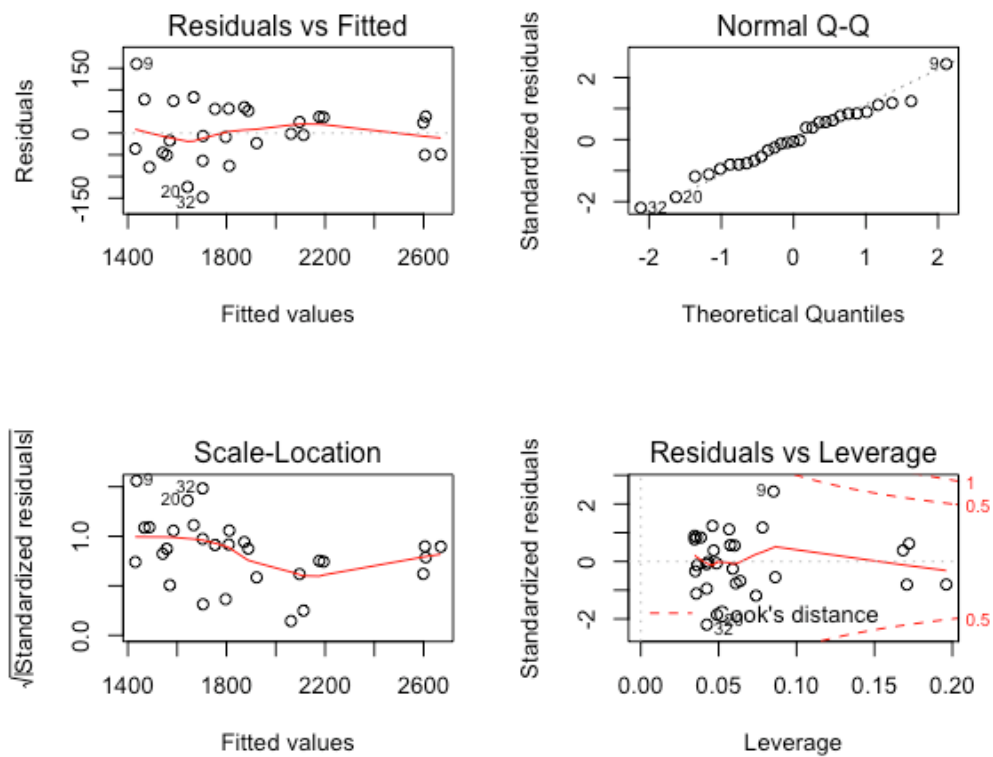 Residuals vs Fitted
Residuals
150
0
-150
9
20
32
1400 1800 2200 2600
Fitted values
Normal Q-Q
Standardized residuals
2
0
-2
9
32
20
-2 -1 0 1 2
Theoretical Quantiles
Scale-Location
√|Standardized residuals|
1.0
0.0
9
32
20
1400 1800 2200 2600
Fitted values
Residuals vs Leverage
Standardized residuals
2
0
-2
9
1
0.5
Cook's distance
32
0.5
0.00 0.05 0.10 0.15 0.20
Leverage